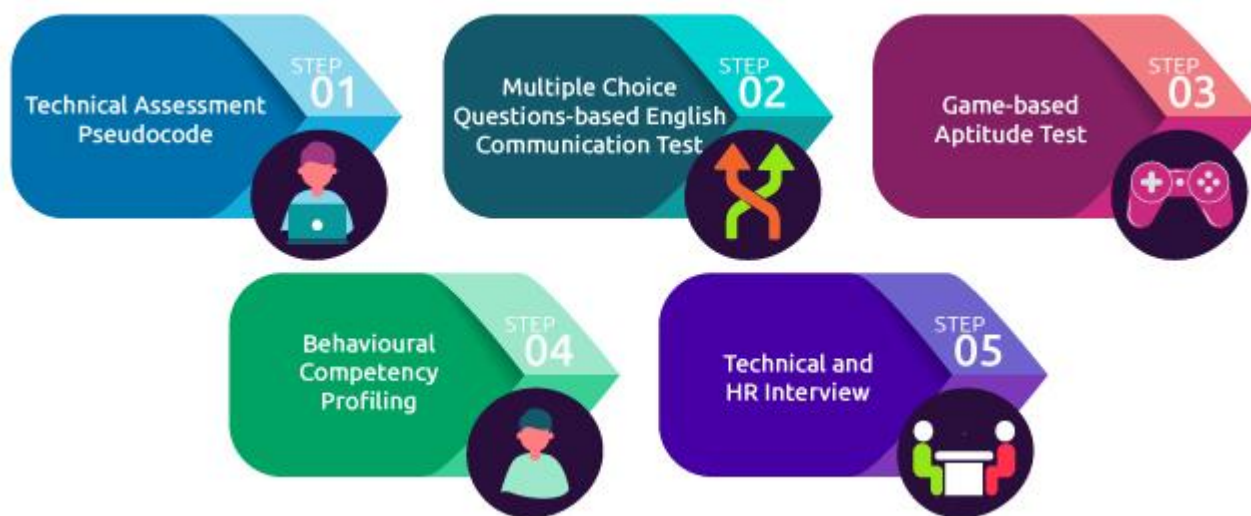 STEP
01
Technical Assessment
Pseudocode
STEP
02
Multiple Choice
Questions-based English
Communication Test
STEP
03
Game-based
Aptitude Test
STEP
04
Behavioural
Competency
Profiling
STEP
05
Technical and
HR Interview